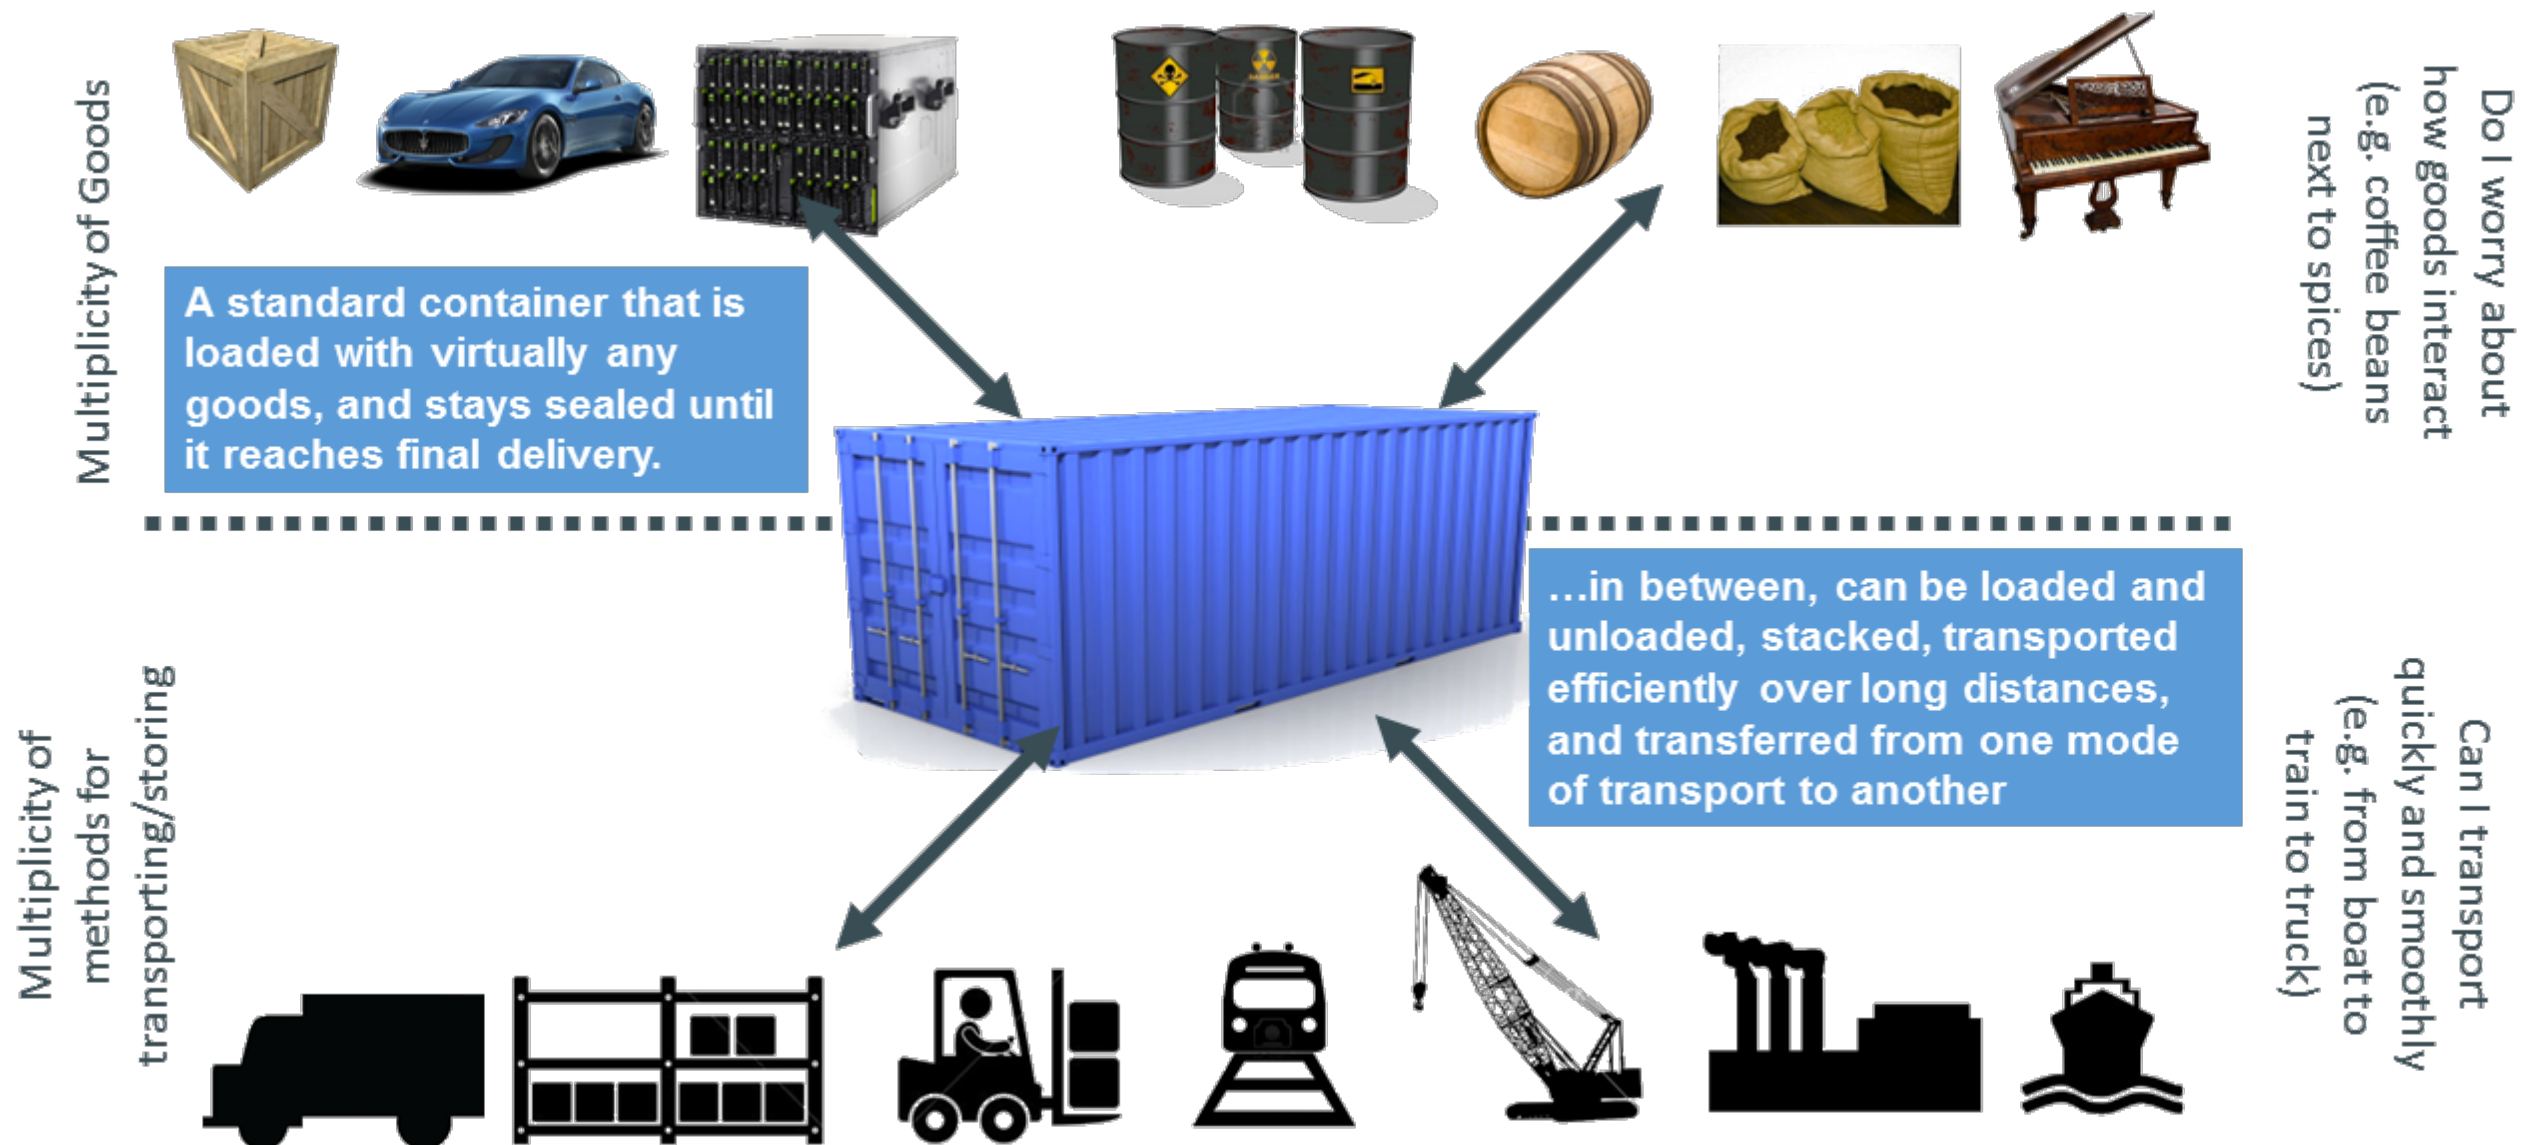 Multiplicity of Goods
A standard container that is
loaded with virtually any
goods, and stays sealed until
it reaches final delivery.
Do I worry about
how goods interact
(e.g. coffee beans
next to spices)
Multiplicity of
methods for
transporting/storing
…in between, can be loaded and
unloaded, stacked, transported
efficiently over long distances,
and transferred from one mode
of transport to another
Can I transport
quickly and smoothly
(e.g. from boat to
train to truck)
DANGER